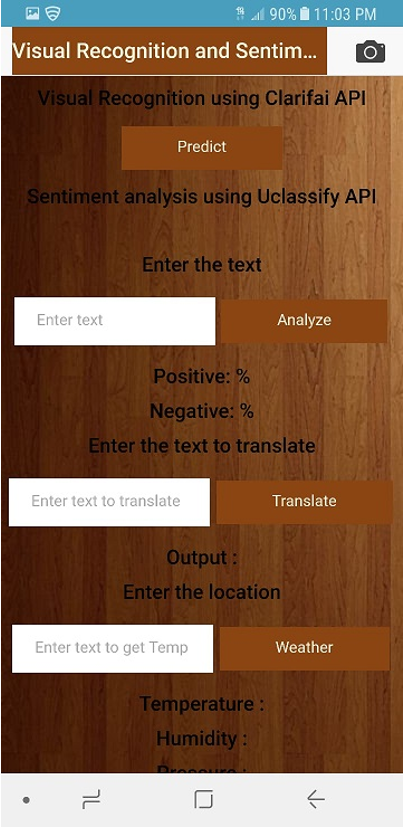 90% 11:03 PM
Visual Recognition and Sentim...
Visual Recognition using Clarifai API
Predict
Sentiment analysis using Uclassify API
Enter the text
Enter text Analyze
Positive: %
Negative: %
Enter the text to translate
Enter text to translate Translate
Output :
Enter the location
Enter text to get Temp Weather
Temperature :
Humidity :
Pressure :